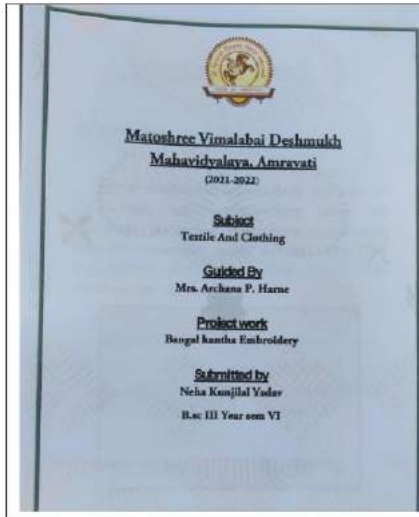 Matoshree Vimalabai Deshmukh
Mahavidyalaya, Amravati
(2021-2022)
Subject
Textile And Clothing
Guided By
Mrs. Archana P. Harne
Project work
Bangal kantha Embroidery
Submitted by
Neha Kunjilal Yadav
B.sc III Year sem VI